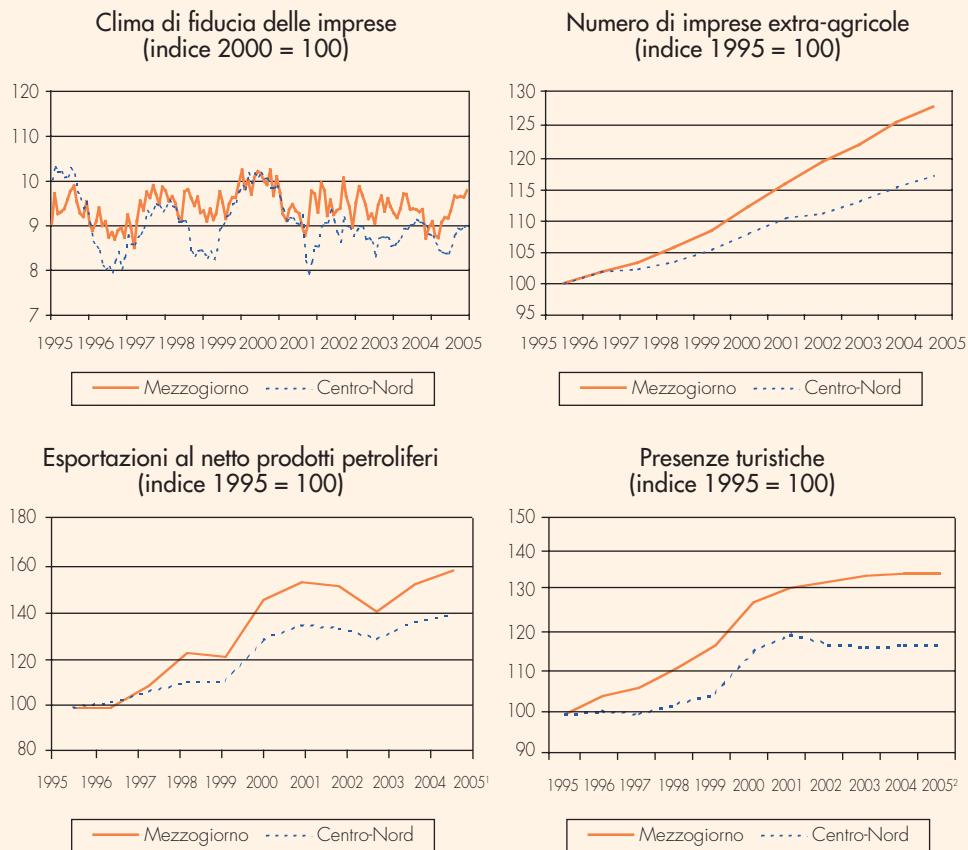 Clima di fiducia delle imprese
(indice 2000 = 100)
120
110
10
9
8
7
1995 1996 1997 1998 1999 2000 2001 2002 2003 2004 2005
Mezzogiorno Centro-Nord
Numero di imprese extra-agricole
(indice 1995 = 100)
130
125
120
115
110
105
100
95
1995 1996 1997 1998 1999 2000 2001 2002 2003 2004 2005
Mezzogiorno Centro-Nord
Esportazioni al netto prodotti petroliferi
(indice 1995 = 100)
180
160
140
120
100
80
1995 1996 1997 1998 1999 2000 2001 2002 2003 2004 2005¹
Mezzogiorno Centro-Nord
Presenze turistiche
(indice 1995 = 100)
150
140
130
120
110
100
90
1995 1996 1997 1998 1999 2000 2001 2002 2003 2004 2005²
Mezzogiorno Centro-Nord